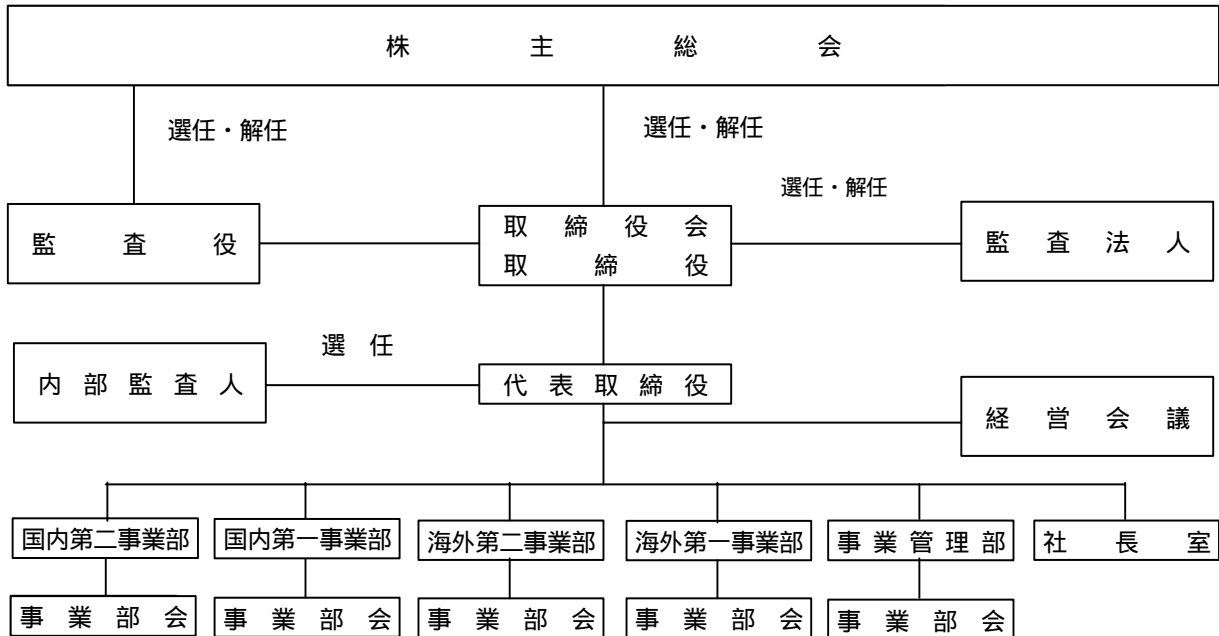 株主総会
選任・解任
選任・解任
選任・解任
監査役
取締役会
取締役
監査法人
選任
内部監査人
代表取締役
経営会議
国内第二事業部
国内第一事業部
海外第二事業部
海外第一事業部
事業管理部
社長室
事業部会
事業部会
事業部会
事業部会
事業部会